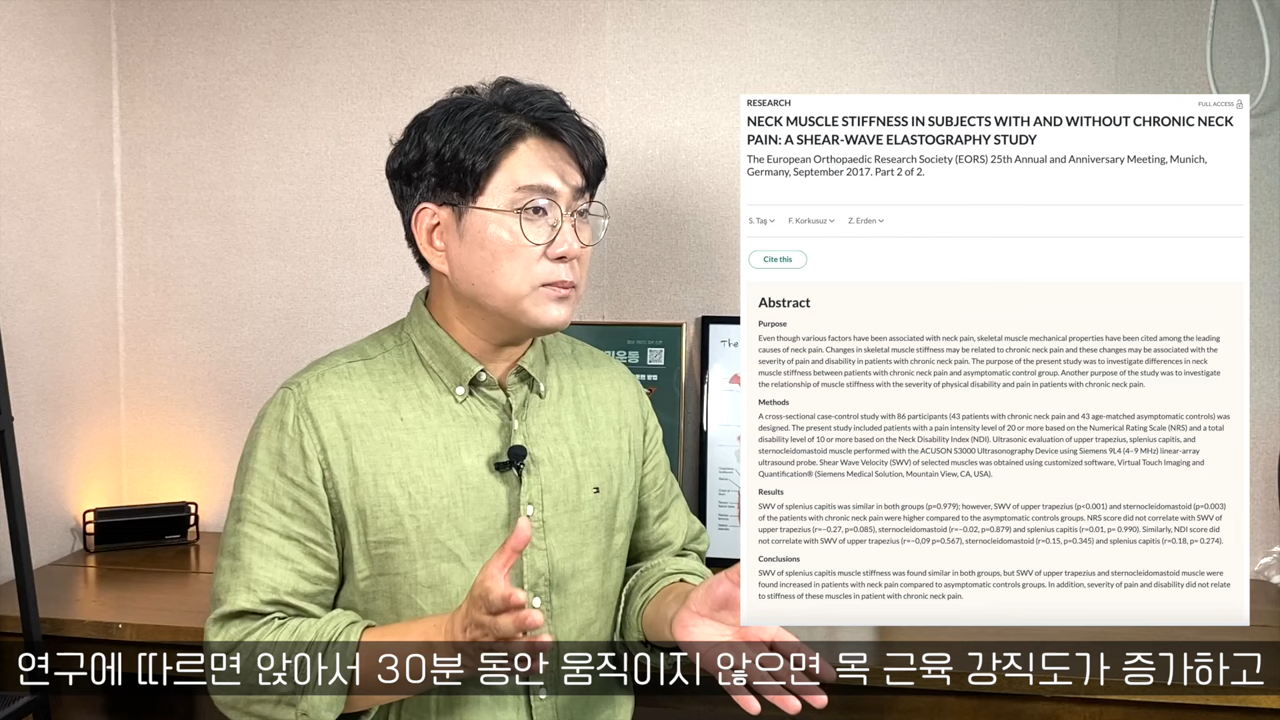 RESEARCH
FULL ACCESS
NECK MUSCLE STIFFNESS IN SUBJECTS WITH AND WITHOUT CHRONIC NECK
PAIN: A SHEAR-WAVE ELASTOGRAPHY STUDY
The European Orthopaedic Research Society (EORS) 25th Annual and Anniversary Meeting, Munich,
Germany, September 2017. Part 2 of 2.
S. Taş F. Korkusuz Z. Erden
Cite this
Abstract
Purpose
Even though various factors have been associated with neck pain, skeletal muscle mechanical properties have been cited among the leading
causes of neck pain. Changes in skeletal muscle stiffness may be related to chronic neck pain and these changes may be associated with the
severity of pain and disability in patients with chronic neck pain. The purpose of the present study was to investigate differences in neck
muscle stiffness between patients with chronic neck pain and asymptomatic control group. Another purpose of the study was to investigate
the relationship of muscle stiffness with the severity of physical disability and pain in patients with chronic neck pain.
Methods
A cross-sectional case-control study with 86 participants (43 patients with chronic neck pain and 43 age-matched asymptomatic controls) was
designed. The present study included patients with a pain intensity level of 20 or more based on the Numerical Rating Scale (NRS) and a total
disability level of 10 or more based on the Neck Disability Index (NDI). Ultrasonic evaluation of upper trapezius, splenius capitis, and
sternocleidomastoid muscle performed with the ACUSON S3000 Ultrasonography Device using Siemens 9L4 (4–9 MHz) linear-array
ultrasound probe. Shear Wave Velocity (SWV) of selected muscles was obtained using customized software, Virtual Touch Imaging and
Quantification® (Siemens Medical Solution, Mountain View, CA, USA).
Results
SWV of splenius capitis was similar in both groups (p=0.979); however, SWV of upper trapezius (p<0.001) and sternocleidomastoid (p=0.003)
of the patients with chronic neck pain were higher compared to the asymptomatic controls groups. NRS score did not correlate with SWV of
upper trapezius (r=−0.27, p=0.085), sternocleidomastoid (r=−0.02, p=0.879) and splenius capitis (r=0.01, p= 0.990). Similarly, NDI score did
not correlate with SWV of upper trapezius (r=−0,09 p=0.567), sternocleidomastoid (r=0.15, p=0.345) and splenius capitis (r=0.18, p= 0.274).
Conclusions
SWV of splenius capitis muscle stiffness was found similar in both groups, but SWV of upper trapezius and sternocleidomastoid muscle were
found increased in patients with neck pain compared to asymptomatic controls groups. In addition, severity of pain and disability did not relate
to stiffness of these muscles in patient with chronic neck pain.
The
연구에 따르면 앉아서 30분 동안 움직이지 않으면 목 근육 강직도가 증가하고